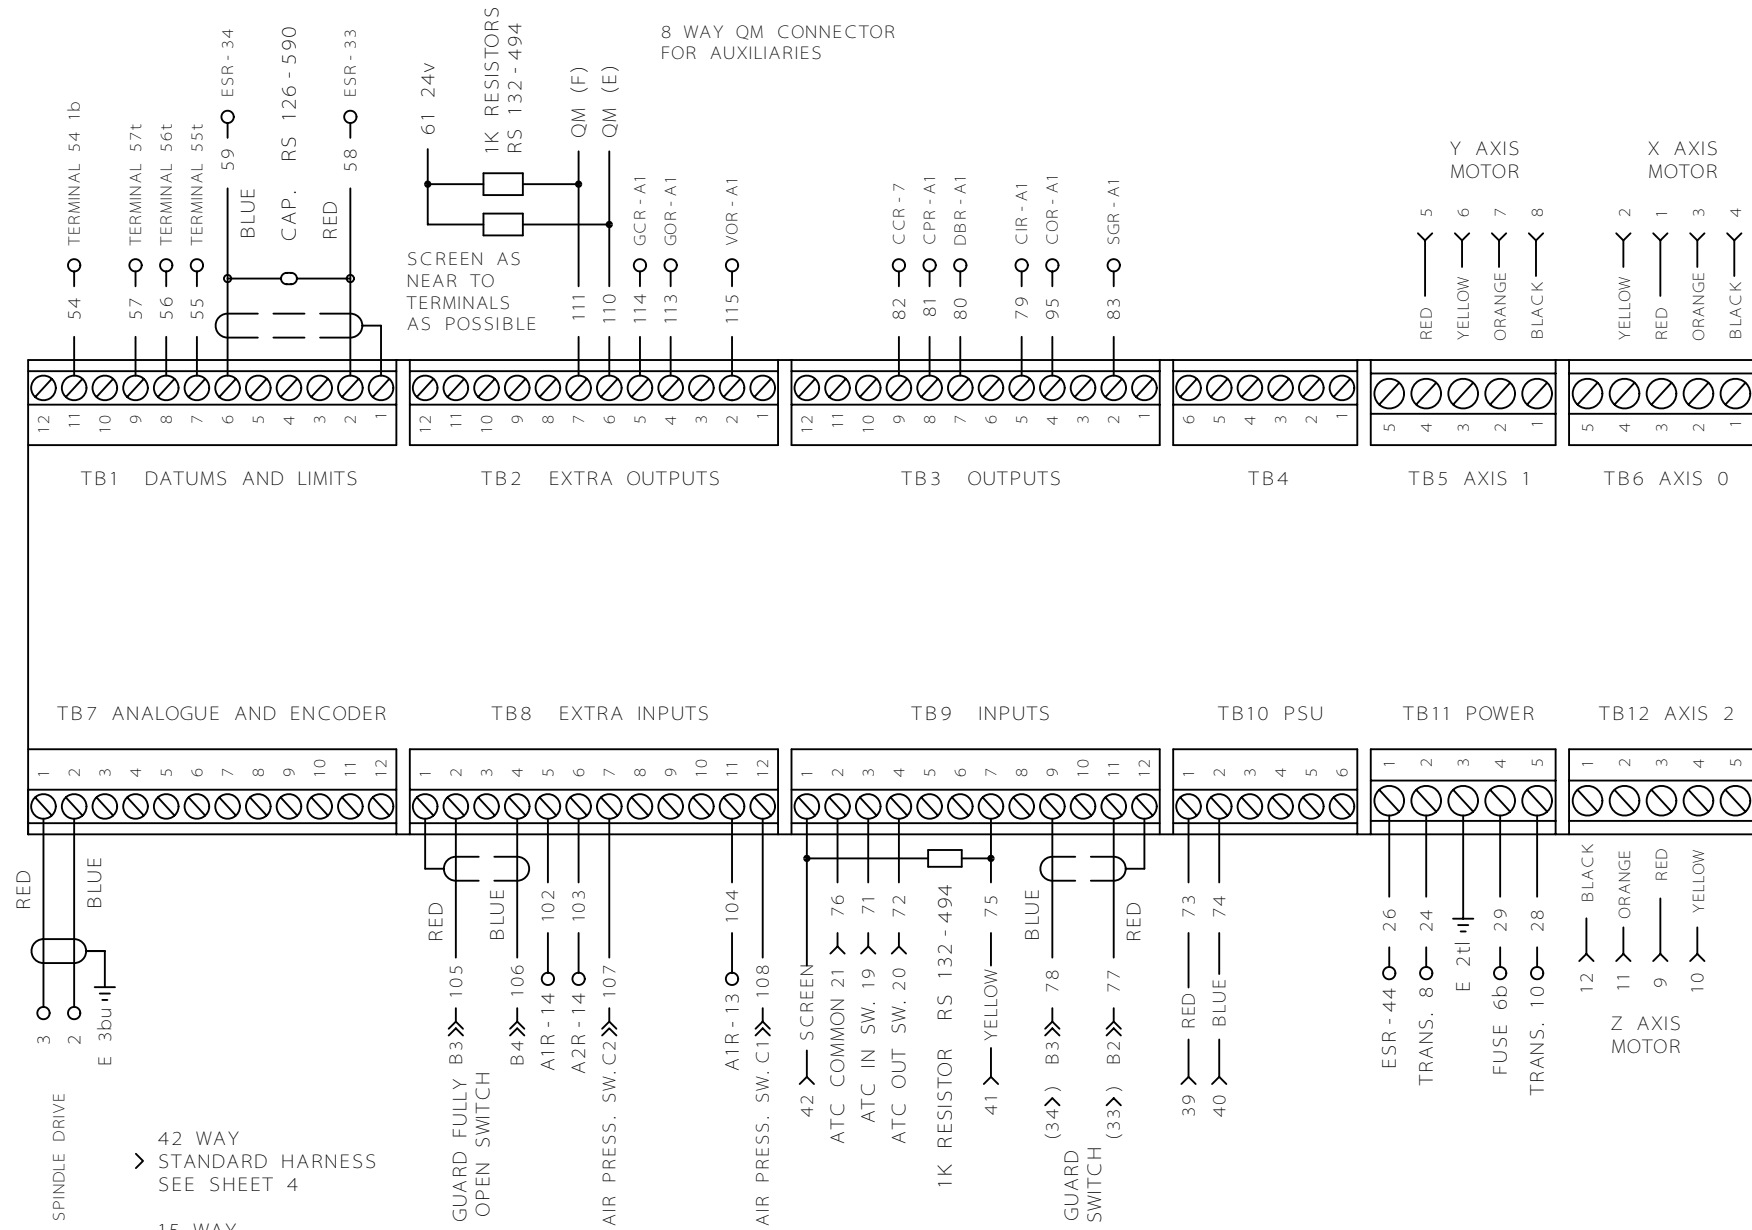 8 WAY QM CONNECTOR
FOR AUXILIARIES
54 TERMINAL 54 1b
57 TERMINAL 57t
56 TERMINAL 56t
55 TERMINAL 55t
59 ESR-34
BLUE
CAP. RS 126-590
RED
58 ESR-33
61 24v
1K RESISTORS
RS 132-494
SCREEN AS
NEAR TO
TERMINALS
AS POSSIBLE
111 QM (F)
110 QM (E)
114 GCR-A1
113 GOR-A1
115 VOR-A1
82 CCR-7
81 CPR-A1
80 DBR-A1
79 CIR-A1
95 COR-A1
83 SGR-A1
Y AXIS
MOTOR
RED 5
YELLOW 6
ORANGE 7
BLACK 8
X AXIS
MOTOR
YELLOW 2
RED 1
ORANGE 3
BLACK 4
12 11 10 9 8 7 6 5 4 3 2 1
12 11 10 9 8 7 6 5 4 3 2 1
12 11 10 9 8 7 6 5 4 3 2 1
6 5 4 3 2 1
5 4 3 2 1
5 4 3 2 1
TB1 DATUMS AND LIMITS
TB2 EXTRA OUTPUTS
TB3 OUTPUTS
TB4
TB5 AXIS 1
TB6 AXIS 0
TB7 ANALOGUE AND ENCODER
TB8 EXTRA INPUTS
TB9 INPUTS
TB10 PSU
TB11 POWER
TB12 AXIS 2
1 2 3 4 5 6 7 8 9 10 11 12
1 2 3 4 5 6 7 8 9 10 11 12
1 2 3 4 5 6 7 8 9 10 11 12
1 2 3 4 5 6
1 2 3 4 5
1 2 3 4 5
RED
BLUE
3
2
E 3bu
SPINDLE DRIVE
RED
BLUE
B3 105
B4 106
GUARD FULLY
OPEN SWITCH
A1R-14 102
A2R-14 103
AIR PRESS. SW. C2 107
A1R-13 104
AIR PRESS. SW. C1 108
42 SCREEN
ATC COMMON 21 76
ATC IN SW. 19 71
ATC OUT SW. 20 72
1K RESISTOR RS 132-494
41 YELLOW 75
BLUE
(34>) B3 78
(33>) B2 77
RED
GUARD
SWITCH
39 RED 73
40 BLUE 74
ESR-44 26
TRANS. 8 24
E 2tl
FUSE 6b 29
TRANS. 10 28
12 BLACK
11 ORANGE
9 RED
10 YELLOW
Z AXIS
MOTOR
42 WAY
> STANDARD HARNESS
SEE SHEET 4
15 WAY